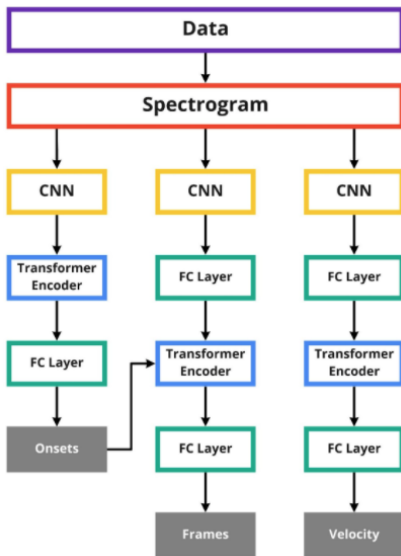 Data
Spectrogram
CNN
CNN
CNN
Transformer
Encoder
FC Layer
FC Layer
FC Layer
Transformer
Encoder
Transformer
Encoder
Onsets
FC Layer
FC Layer
Frames
Velocity